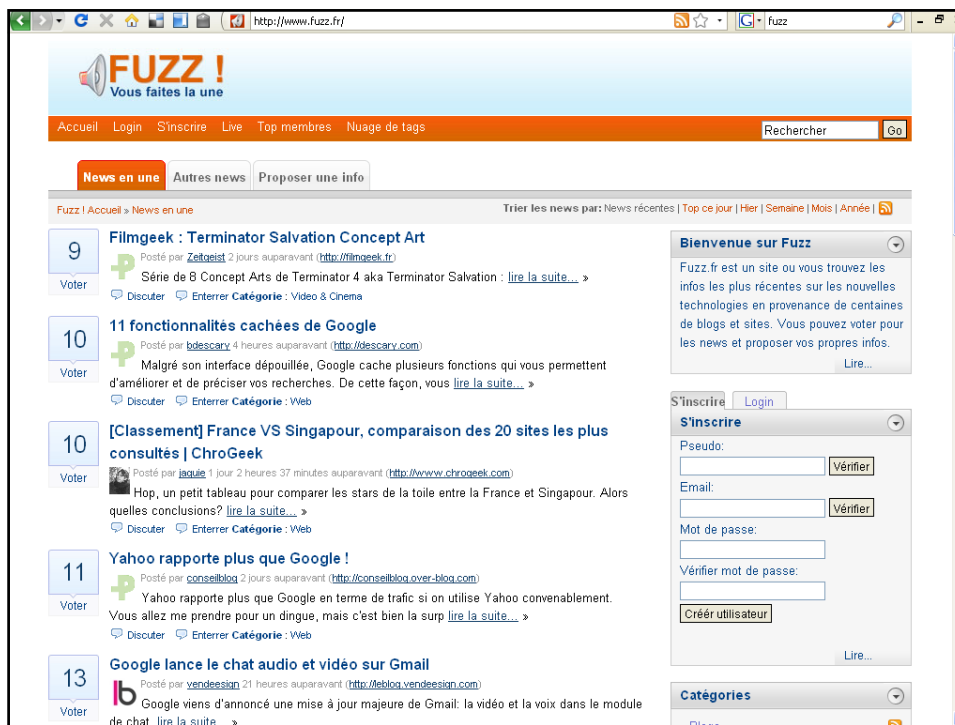 http://www.fuzz.fr/
G fuzz
FUZZ !
Vous faites la une
Accueil Login S'inscrire Live Top membres Nuage de tags
Rechercher Go
News en une Autres news Proposer une info
Fuzz ! Accueil » News en une
Trier les news par: News récentes | Top ce jour | Hier | Semaine | Mois | Année |
9
Voter
Filmgeek : Terminator Salvation Concept Art
Posté par Zeitgeist 2 jours auparavant (http://filmgeek.fr)
Série de 8 Concept Arts de Terminator 4 aka Terminator Salvation : lire la suite... »
Discuter Enterrer Catégorie : Video & Cinema
10
Voter
11 fonctionnalités cachées de Google
Posté par bdescary 4 heures auparavant (http://descary.com)
Malgré son interface dépouillée, Google cache plusieurs fonctions qui vous permettent
d'améliorer et de préciser vos recherches. De cette façon, vous lire la suite... »
Discuter Enterrer Catégorie : Web
10
Voter
[Classement] France VS Singapour, comparaison des 20 sites les plus
consultés | ChroGeek
Posté par jaquie 1 jour 2 heures 37 minutes auparavant (http://www.chrogeek.com)
Hop, un petit tableau pour comparer les stars de la toile entre la France et Singapour. Alors
quelles conclusions? lire la suite... »
Discuter Enterrer Catégorie : Web
11
Voter
Yahoo rapporte plus que Google !
Posté par conseilblog 2 jours auparavant (http://conseilblog.over-blog.com)
Yahoo rapporte plus que Google en terme de trafic si on utilise Yahoo convenablement.
Vous allez me prendre pour un dingue, mais c'est bien la surp lire la suite... »
Discuter Enterrer Catégorie : Web
13
Voter
Google lance le chat audio et vidéo sur Gmail
Posté par vendeesign 21 heures auparavant (http://leblog.vendeesign.com)
Google viens d'annoncé une mise à jour majeure de Gmail: la vidéo et la voix dans le module
de chat. lire la suite... »
Bienvenue sur Fuzz
Fuzz.fr est un site ou vous trouvez les
infos les plus récentes sur les nouvelles
technologies en provenance de centaines
de blogs et sites. Vous pouvez voter pour
les news et proposer vos propres infos.
Lire...
S'inscrire Login
S'inscrire
Pseudo:
Vérifier
Email:
Vérifier
Mot de passe:
Vérifier mot de passe:
Créér utilisateur
Lire...
Catégories
Blogs